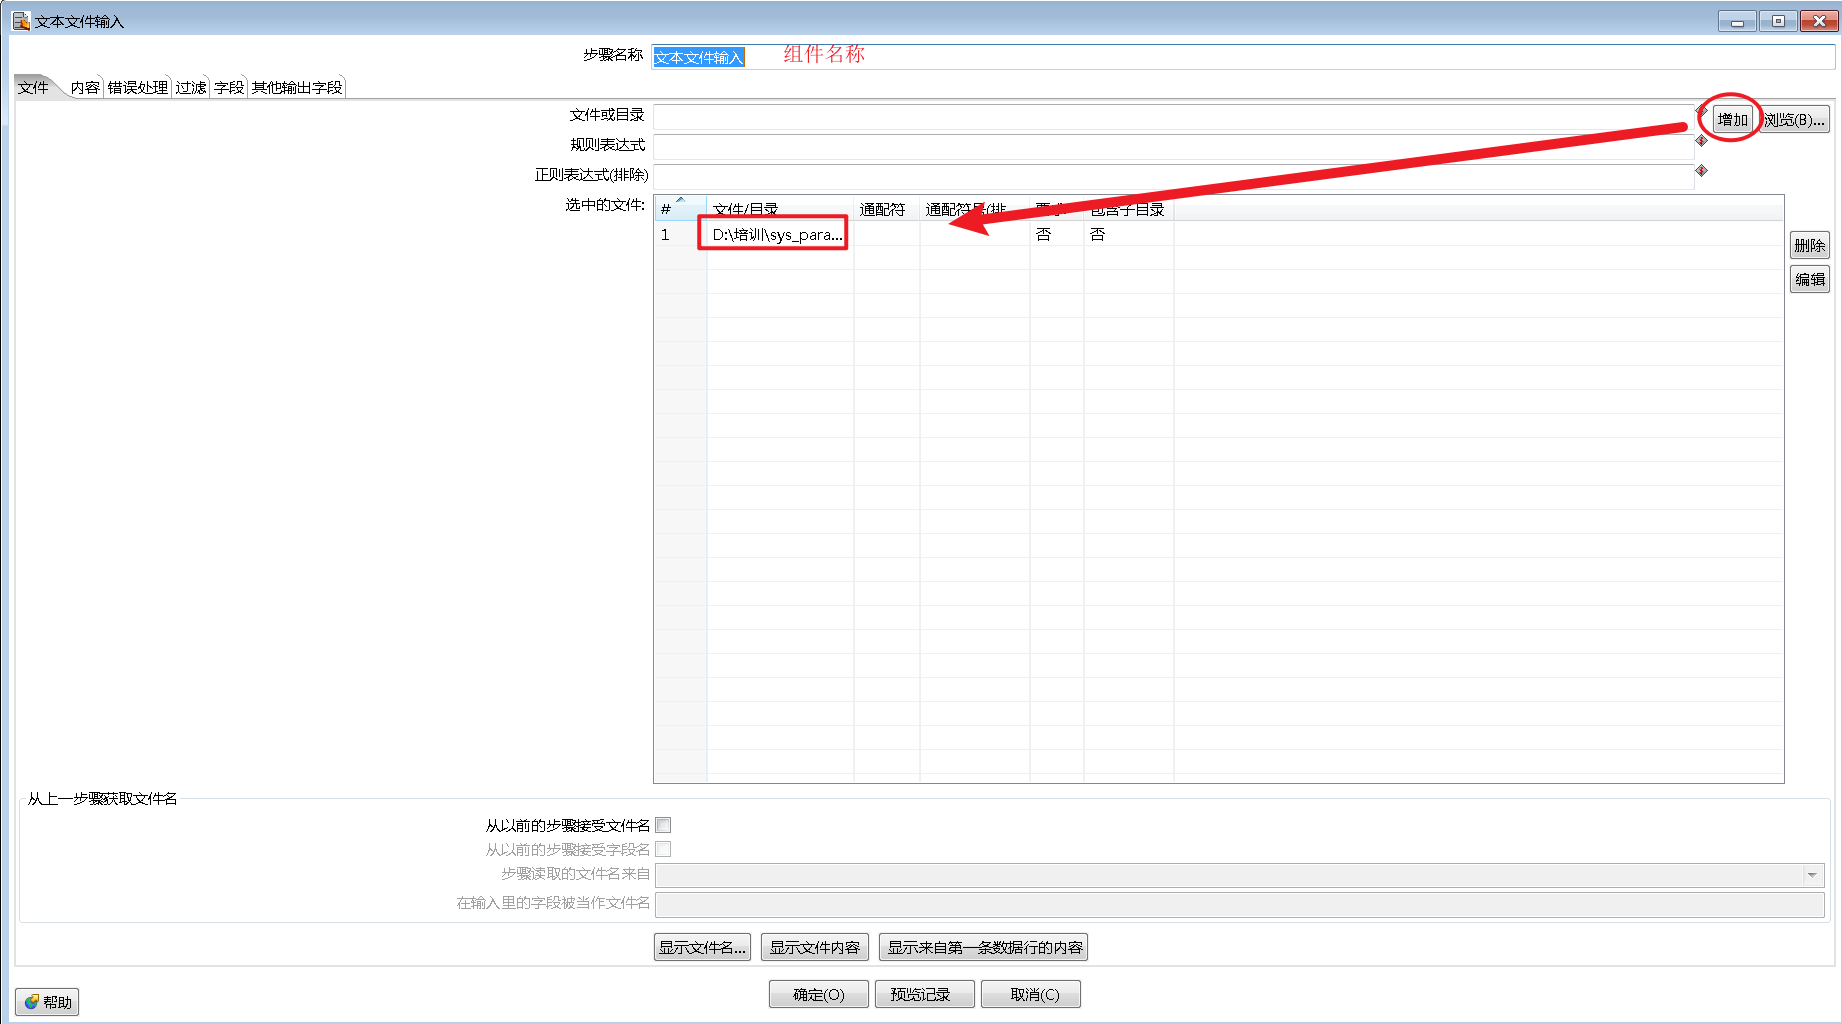 文本文件输入
步骤名称 文本文件输入 组件名称
文件 内容 错误处理 过滤 字段 其他输出字段
文件或目录 增加 浏览(B)...
规则表达式
正则表达式(排除)
选中的文件: # 文件/目录 通配符 通配符号(排 要求 包含子目录
1 D:\培训\sys_para... 否 否
删除
编辑
从上一步骤获取文件名
从以前的步骤接受文件名
从以前的步骤接受字段名
步骤读取的文件名来自
在输入里的字段被当作文件名
显示文件名... 显示文件内容 显示来自第一条数据行的内容
确定(O) 预览记录 取消(C)
帮助